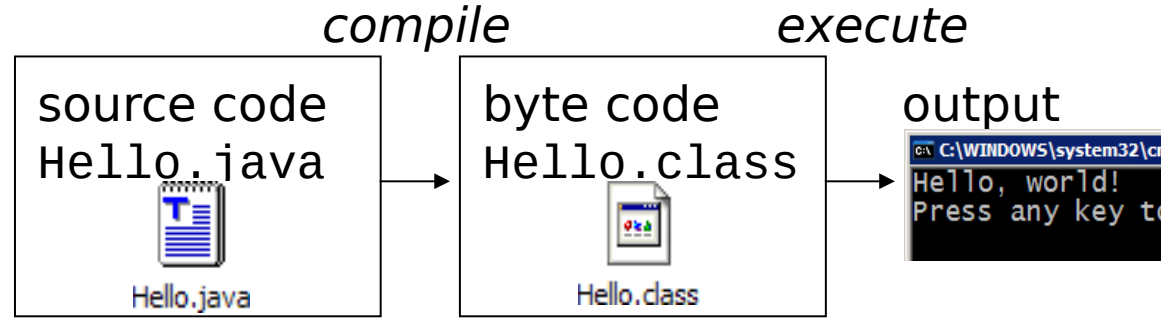 compile
execute
source code
Hello.java
Hello.java
byte code
Hello.class
Hello.class
output
C:\WINDOWS\system32\cm
Hello, world!
Press any key to